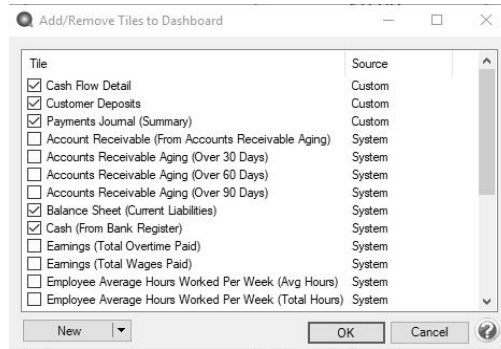 Add/Remove Tiles to Dashboard
Tile Source
Cash Flow Detail Custom
Customer Deposits Custom
Payments Journal (Summary) Custom
Account Receivable (From Accounts Receivable Aging) System
Accounts Receivable Aging (Over 30 Days) System
Accounts Receivable Aging (Over 60 Days) System
Accounts Receivable Aging (Over 90 Days) System
Balance Sheet (Current Liabilities) System
Cash (From Bank Register) System
Earnings (Total Overtime Paid) System
Earnings (Total Wages Paid) System
Employee Average Hours Worked Per Week (Avg Hours) System
Employee Average Hours Worked Per Week (Total Hours) System
New OK Cancel ?